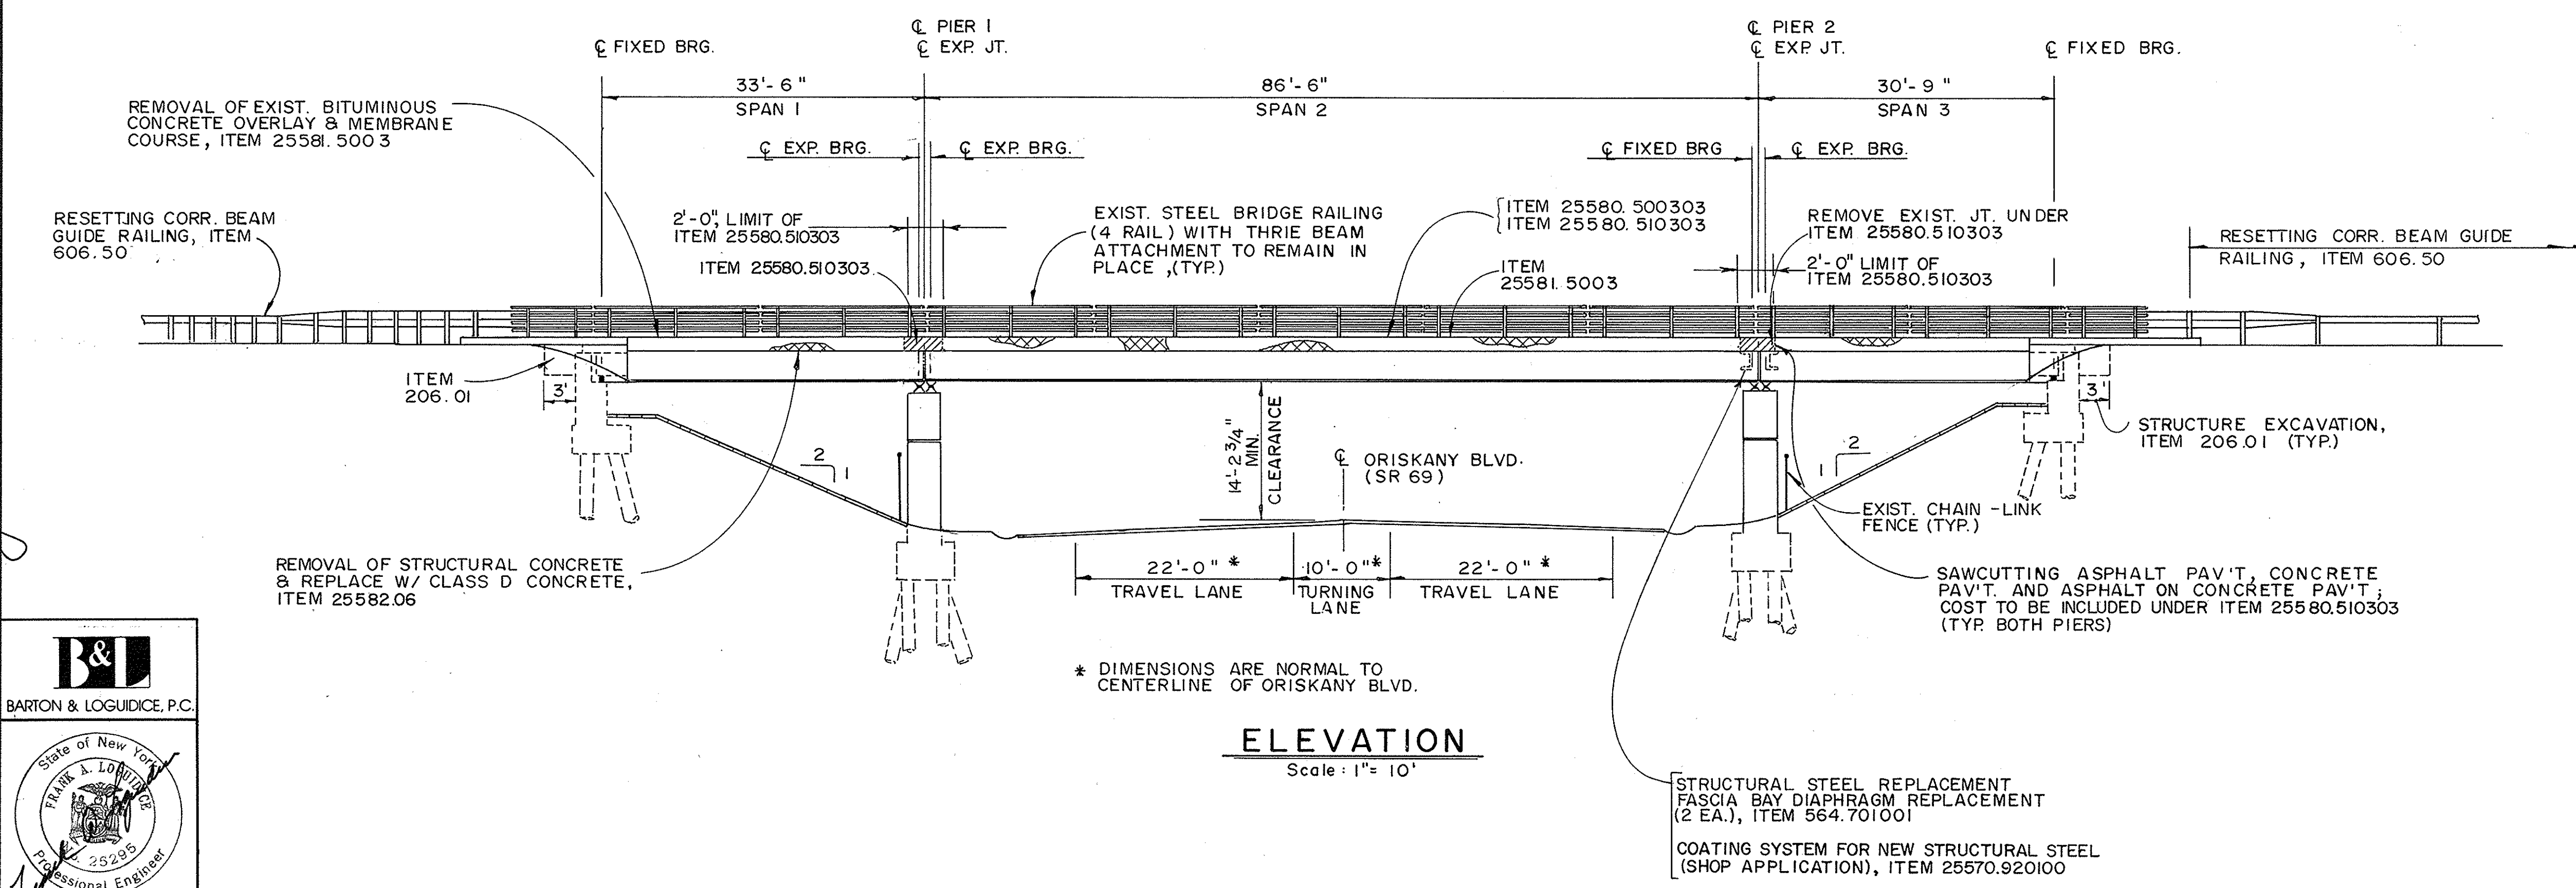 ℄ PIER 1
℄ EXP. JT.
℄ FIXED BRG.
℄ PIER 2
℄ EXP. JT.
℄ FIXED BRG.
33'-6"
SPAN 1
86'-6"
SPAN 2
30'-9"
SPAN 3
REMOVAL OF EXIST. BITUMINOUS
CONCRETE OVERLAY & MEMBRANE
COURSE, ITEM 25581.5003
℄ EXP. BRG.
℄ EXP. BRG.
℄ FIXED BRG
℄ EXP. BRG.
RESETTING CORR. BEAM
GUIDE RAILING, ITEM
606.50
2'-0", LIMIT OF
ITEM 25580.510303
ITEM 25580.510303
EXIST. STEEL BRIDGE RAILING
(4 RAIL) WITH THRIE BEAM
ATTACHMENT TO REMAIN IN
PLACE ,(TYP.)
ITEM 25580.500303
ITEM 25580.510303
ITEM
25581.5003
REMOVE EXIST. JT. UNDER
ITEM 25580.510303
2'-0" LIMIT OF
ITEM 25580.510303
RESETTING CORR. BEAM GUIDE
RAILING, ITEM 606.50
ITEM
206.01
3'
3'
14'-2 3/4"
MIN.
CLEARANCE
℄ ORISKANY BLVD.
(SR 69)
2
1
2
1
STRUCTURE EXCAVATION,
ITEM 206.01 (TYP.)
EXIST. CHAIN-LINK
FENCE (TYP.)
REMOVAL OF STRUCTURAL CONCRETE
& REPLACE W/ CLASS D CONCRETE,
ITEM 25582.06
22'-0" *
TRAVEL LANE
10'-0"*
TURNING
LANE
22'-0" *
TRAVEL LANE
SAWCUTTING ASPHALT PAV'T, CONCRETE
PAV'T. AND ASPHALT ON CONCRETE PAV'T;
COST TO BE INCLUDED UNDER ITEM 25580.510303
(TYP. BOTH PIERS)
* DIMENSIONS ARE NORMAL TO
CENTERLINE OF ORISKANY BLVD.
ELEVATION
Scale : 1"= 10'
STRUCTURAL STEEL REPLACEMENT
FASCIA BAY DIAPHRAGM REPLACEMENT
(2 EA.), ITEM 564.701001
COATING SYSTEM FOR NEW STRUCTURAL STEEL
(SHOP APPLICATION), ITEM 25570.920100
B&L
BARTON & LOGUIDICE, P.C.
State of New York
FRANK A. LOGUIDICE
No. 25295
Professional Engineer